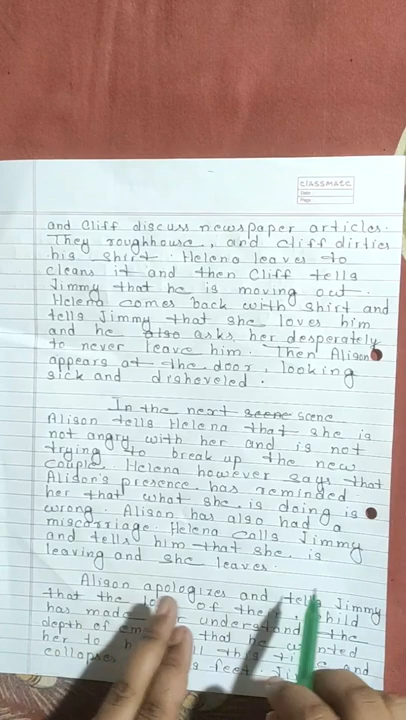 CLASSMATE
Date:
Page:
and Cliff discuss newspaper articles.
They roughhouse, and cliff dirties
his shirt. Helena leaves to
cleans it and then Cliff tells
Jimmy that he is moving out.
Helena comes back with shirt and
tells Jimmy that she loves him
and he also asks her desperately
to never leave him. Then Alison
appears at the door, looking
sick and disheveled.
In the next scene scene
Alison tells Helena that she is
not angry with her and is not
trying to break up the new
couple. Helena however says that
Alison's presence has reminded
her that what she is doing is
wrong. Alison has also had a
miscarriage. Helena calls Jimmy
and tells him that she is
leaving and she leaves.
Alison apologizes and tells Jimmy
that the of their child
has made understand the
depth of that he wanted
her to all this
collapses feet. and